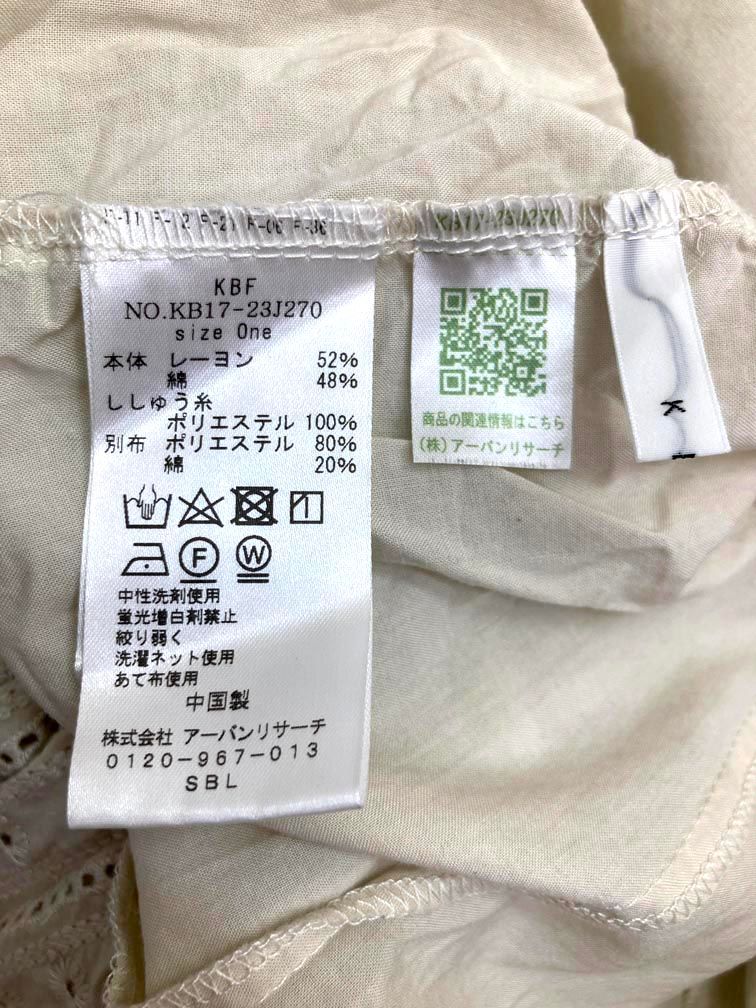 KBF
NO.KB17-23J270
size One
本体 レーヨン 52%
綿 48%
ししゅう糸
ポリエステル 100%
別布 ポリエステル 80%
綿 20%
F
W
中性洗剤使用
蛍光増白剤禁止
絞り弱く
洗濯ネット使用
あて布使用
中国製
株式会社 アーバンリサーチ
0120-967-013
SBL
KB17-23J270
商品の関連情報はこちら
(株) アーバンリサーチ
K